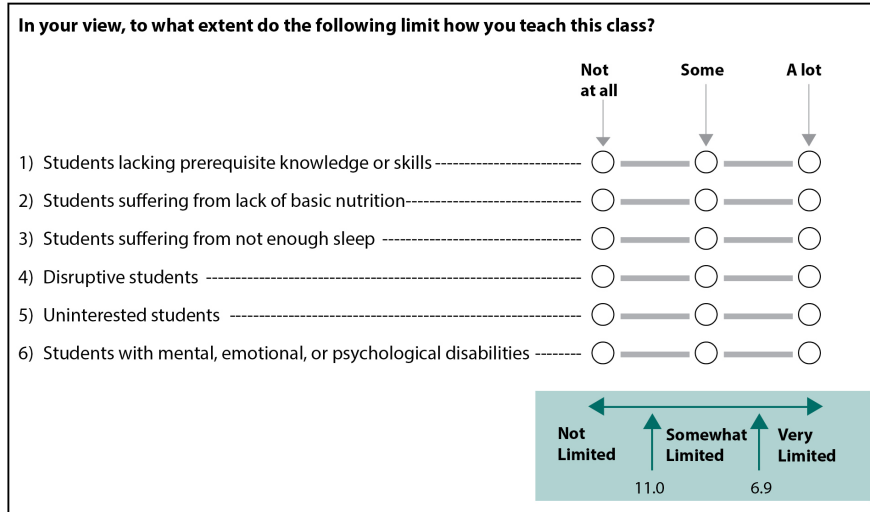 In your view, to what extent do the following limit how you teach this class?
Not at all
Some
A lot
1) Students lacking prerequisite knowledge or skills
2) Students suffering from lack of basic nutrition
3) Students suffering from not enough sleep
4) Disruptive students
5) Uninterested students
6) Students with mental, emotional, or psychological disabilities
Not Limited
Somewhat Limited
Very Limited
11.0
6.9